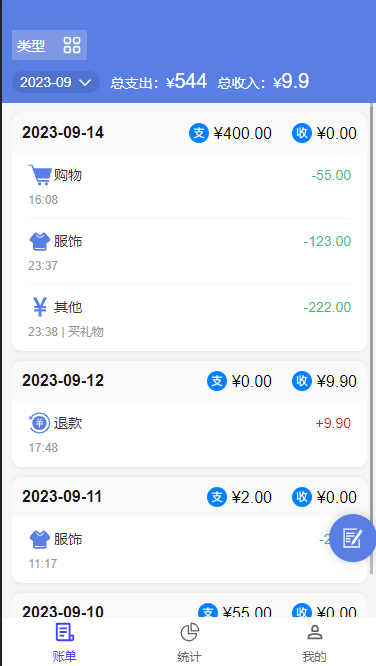 类型
2023-09 总支出：¥544 总收入：¥9.9
2023-09-14 支 ¥400.00 收 ¥0.00
购物 -55.00
16:08
服饰 -123.00
23:37
¥ 其他 -222.00
23:38 | 买礼物
2023-09-12 支 ¥0.00 收 ¥9.90
退款 +9.90
17:48
2023-09-11 支 ¥2.00 收 ¥0.00
服饰
11:17
2023-09-10 支 ¥55.00 收 ¥0.00
账单 统计 我的